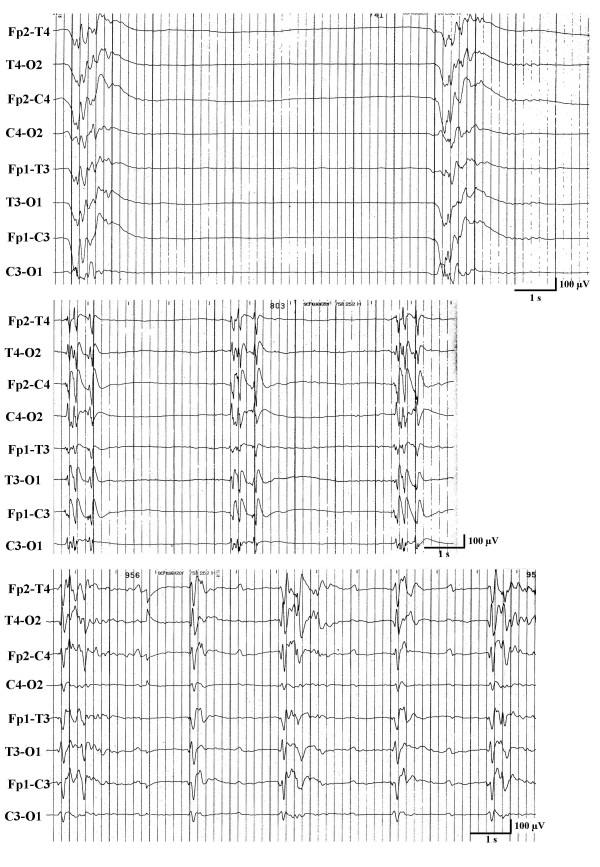 Fp2-T4
T4-O2
Fp2-C4
C4-O2
Fp1-T3
T3-O1
Fp1-C3
C3-O1
100 µV
1 s
803
Fp2-T4
T4-O2
Fp2-C4
C4-O2
Fp1-T3
T3-O1
Fp1-C3
C3-O1
100 µV
1 s
956
95
Fp2-T4
T4-O2
Fp2-C4
C4-O2
Fp1-T3
T3-O1
Fp1-C3
C3-O1
100 µV
1 s